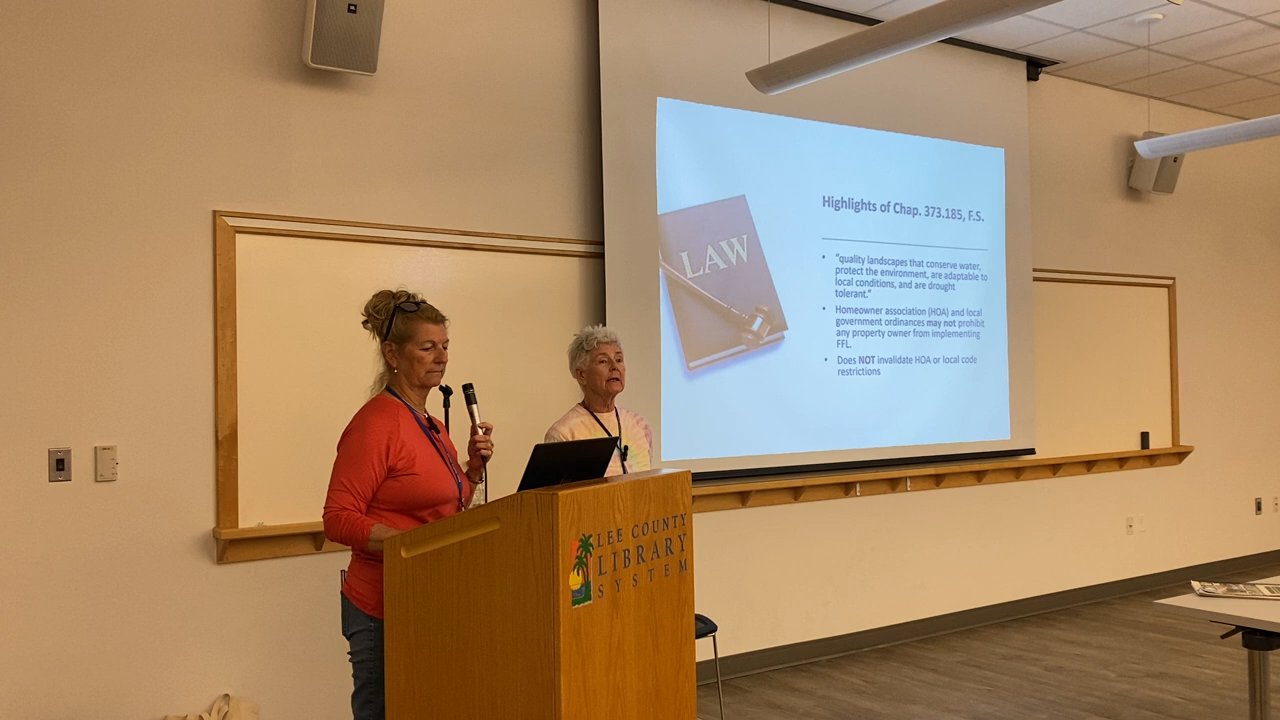 JBL
LAW
Highlights of Chap. 373.185, F.S.
• "quality landscapes that conserve water,
protect the environment, are adaptable to
local conditions, and are drought
tolerant."
• Homeowner association (HOA) and local
government ordinances may not prohibit
any property owner from implementing
FFL.
• Does NOT invalidate HOA or local code
restrictions
LEE COUNTY
LIBRARY
SYSTEM